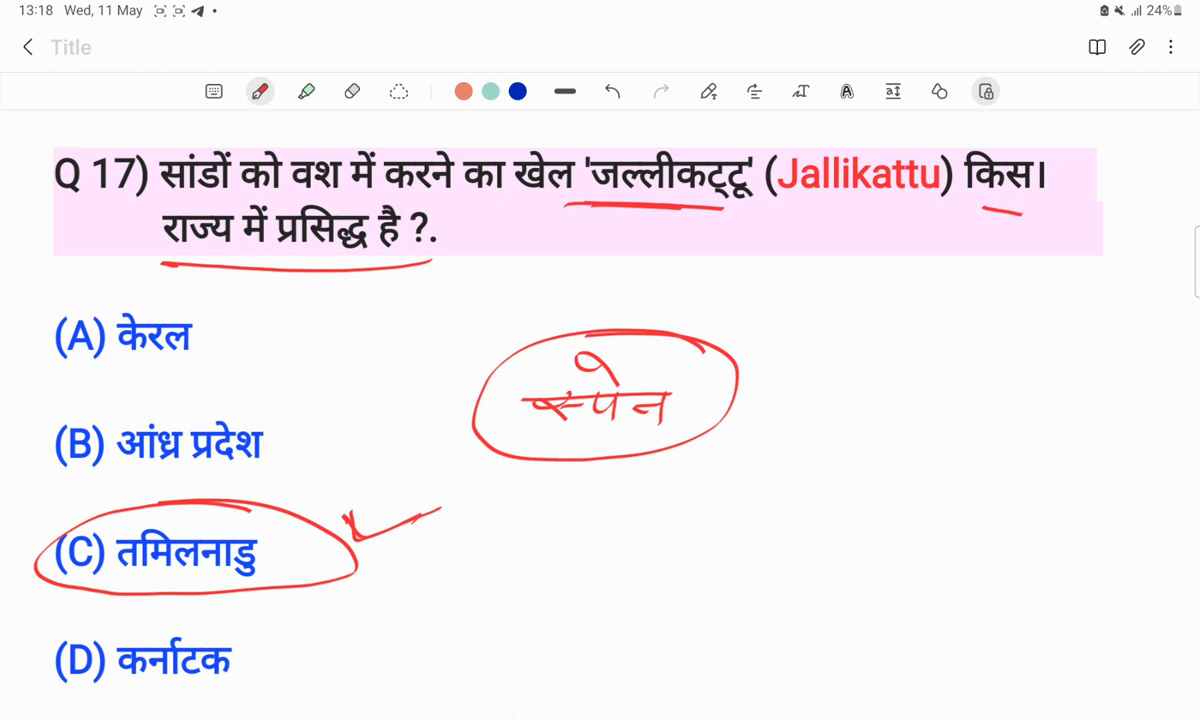 13:18 Wed, 11 May 24%
Title
Q 17) सांडों को वश में करने का खेल 'जल्लीकट्टू' (Jallikattu) किस।
राज्य में प्रसिद्ध है ?.
(A) केरल
स्पेन
(B) आंध्र प्रदेश
(C) तमिलनाडु
(D) कर्नाटक